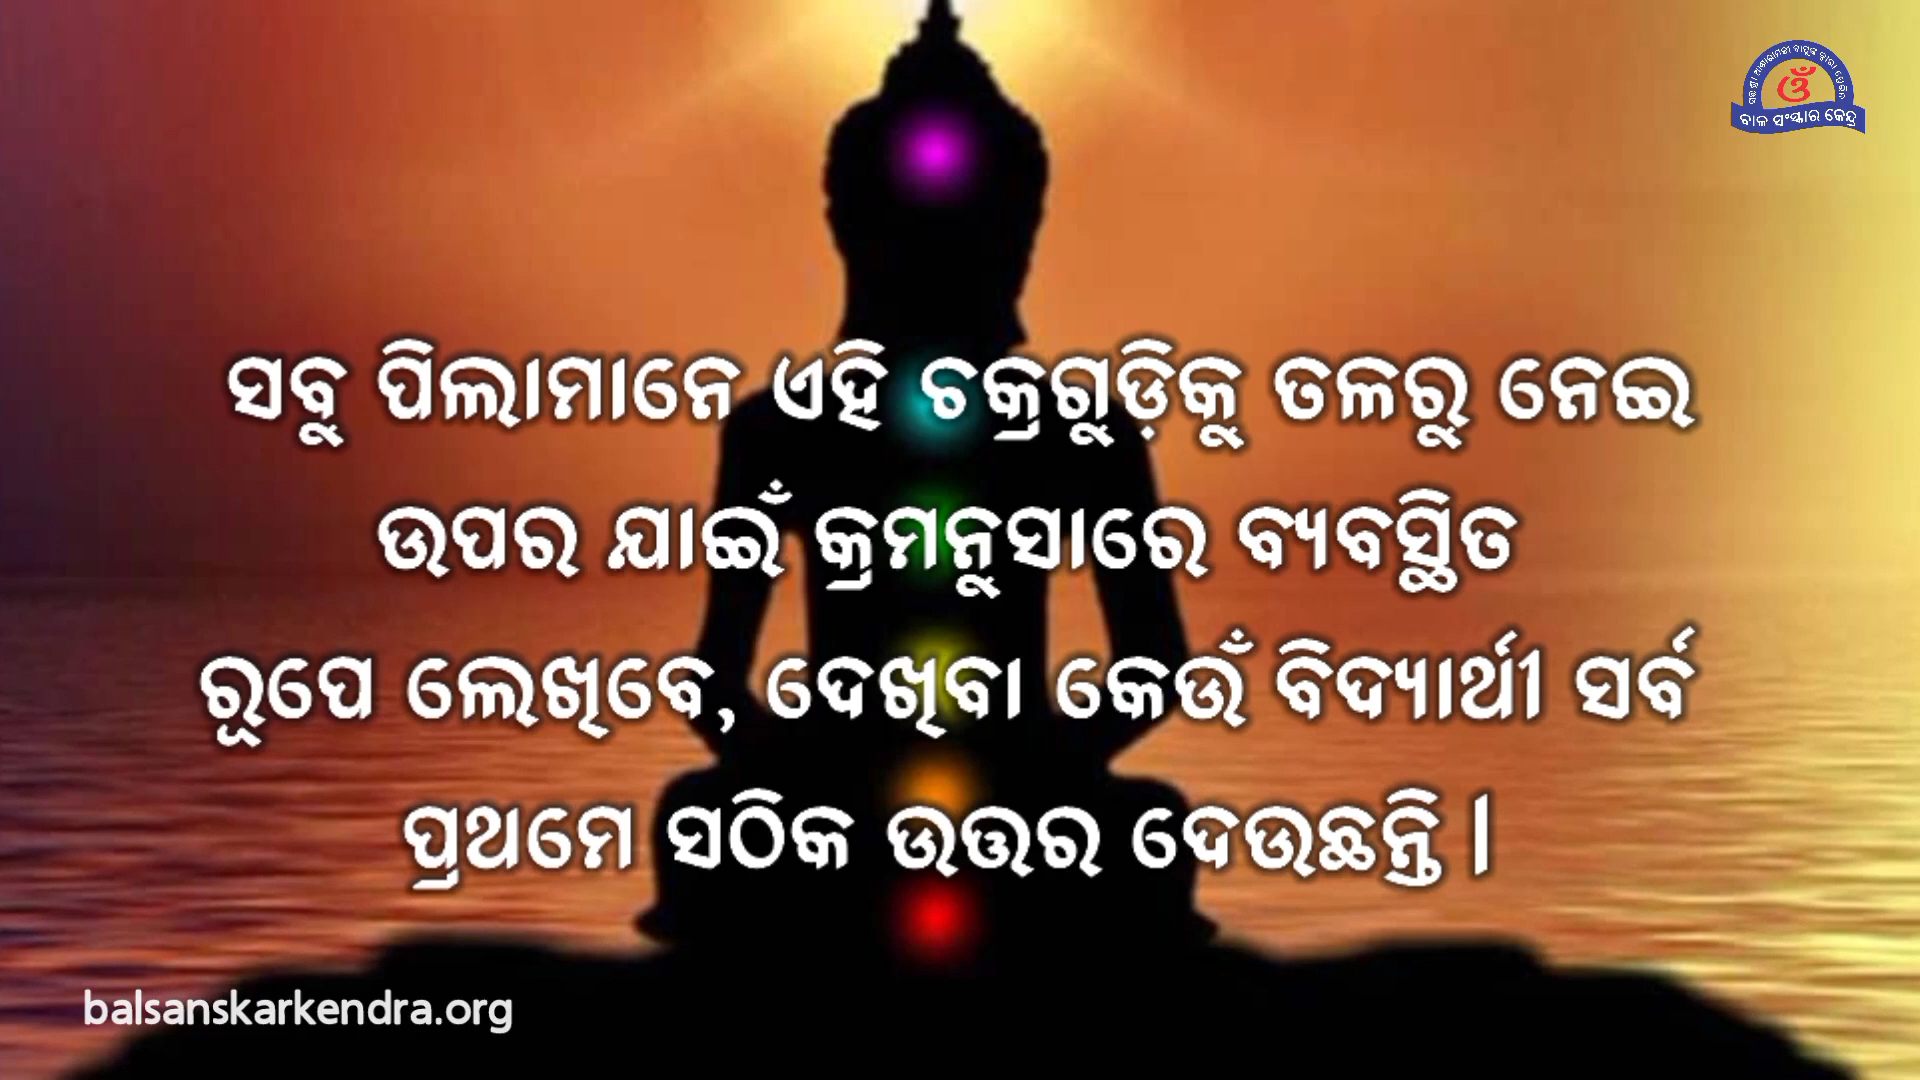 ବାଳ ସଂସ୍କାର କେନ୍ଦ୍ର
ସବୁ ପିଲାମାନେ ଏହି ଚକ୍ରଗୁଡ଼ିକୁ ତଳରୁ ନେଇ
ଉପର ଯାଇଁ କ୍ରମନୁସାରେ ବ୍ୟବସ୍ଥିତ
ରୂପେ ଲେଖିବେ, ଦେଖିବା କେଉଁ ବିଦ୍ୟାର୍ଥୀ ସର୍ବ
ପ୍ରଥମେ ସଠିକ ଉତ୍ତର ଦେଉଛନ୍ତି |
balsanskarkendra.org